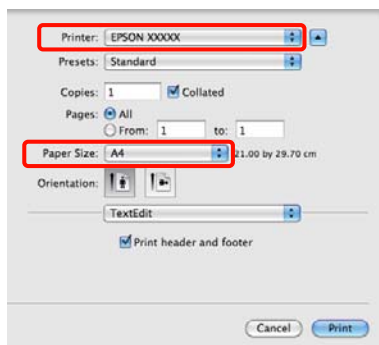 Printer: EPSON XXXXX
Presets: Standard
Copies: 1 Collated
Pages: All
From: 1 to: 1
Paper Size: A4 21.00 by 29.70 cm
Orientation:
TextEdit
Print header and footer
Cancel Print